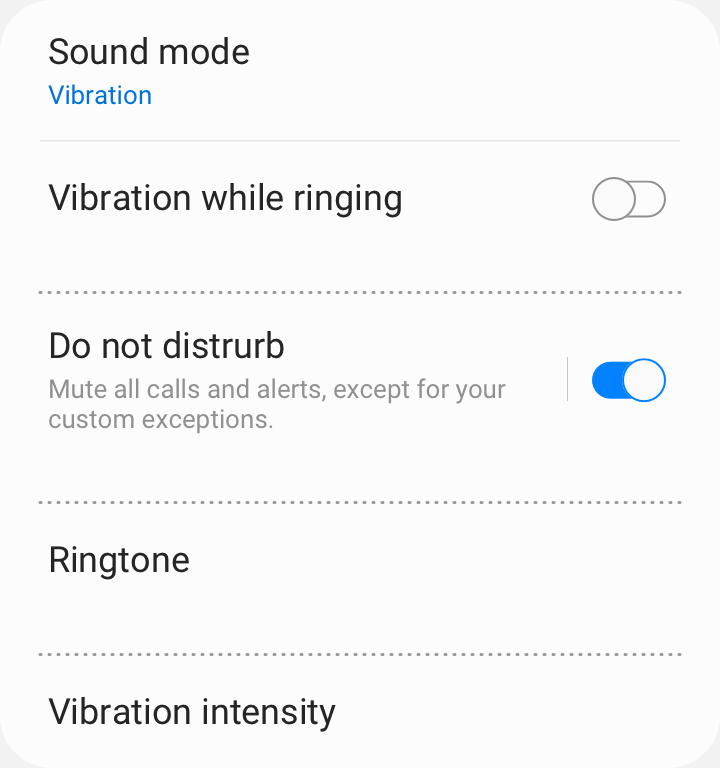 Sound mode
Vibration
Vibration while ringing
Do not distrurb
Mute all calls and alerts, except for your
custom exceptions.
Ringtone
Vibration intensity